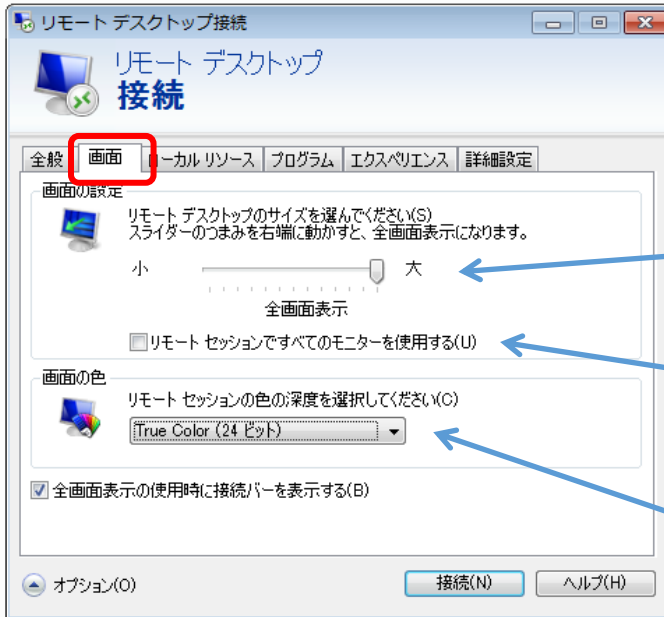 リモート デスクトップ接続
リモート デスクトップ
接続
全般 画面 ローカル リソース プログラム エクスペリエンス 詳細設定
画面の設定
リモート デスクトップのサイズを選んでください(S)
スライダーのつまみを右端に動かすと、全画面表示になります。
小 大
全画面表示
リモート セッションですべてのモニターを使用する(U)
画面の色
リモート セッションの色の深度を選択してください(C)
True Color (24 ビット)
全画面表示の使用時に接続バーを表示する(B)
オプション(O) 接続(N) ヘルプ(H)